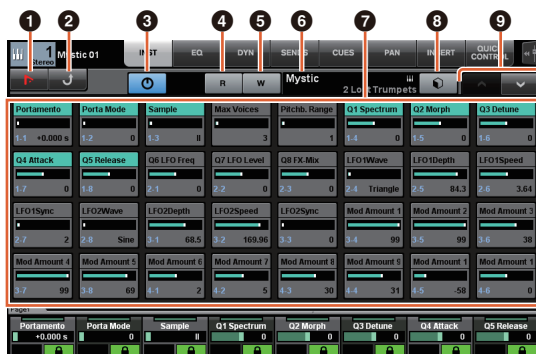 1 2 3 4 5 6 7 8 9
1 Stereo Mystic 01 INST EQ DYN SENDS CUES PAN INSERT QUICK CONTROL
R W Mystic 2 Lost Trumpets
Portamento Porta Mode Sample Max Voices Pitchb. Range Q1 Spectrum Q2 Morph Q3 Detune
1-1 +0.000 s 1-2 0 1-3 II 3 1 1-4 0 1-5 0 1-6 0
Q4 Attack Q5 Release Q6 LFO Freq Q7 LFO Level Q8 FX-Mix LFO1Wave LFO1Depth LFO1Speed
1-7 0 1-8 0 2-1 0 2-2 0 2-3 0 2-4 Triangle 2-5 84.3 2-6 3.64
LFO1Sync LFO2Wave LFO2Depth LFO2Speed LFO2Sync Mod Amount 1 Mod Amount 2 Mod Amount 3
2-7 2 2-8 Sine 3-1 68.5 3-2 169.96 3-3 0 3-4 99 3-5 99 3-6 38
Mod Amount 4 Mod Amount 5 Mod Amount 6 Mod Amount 7 Mod Amount 8 Mod Amount 9 Mod Amount 1 Mod Amount 1
3-7 99 3-8 69 4-1 2 4-2 5 4-3 30 4-4 31 4-5 -58 4-6 0
Page1
Portamento Porta Mode Sample Q1 Spectrum Q2 Morph Q3 Detune Q4 Attack Q5 Release
+0.000 s 0 II 0 0 0 0 0